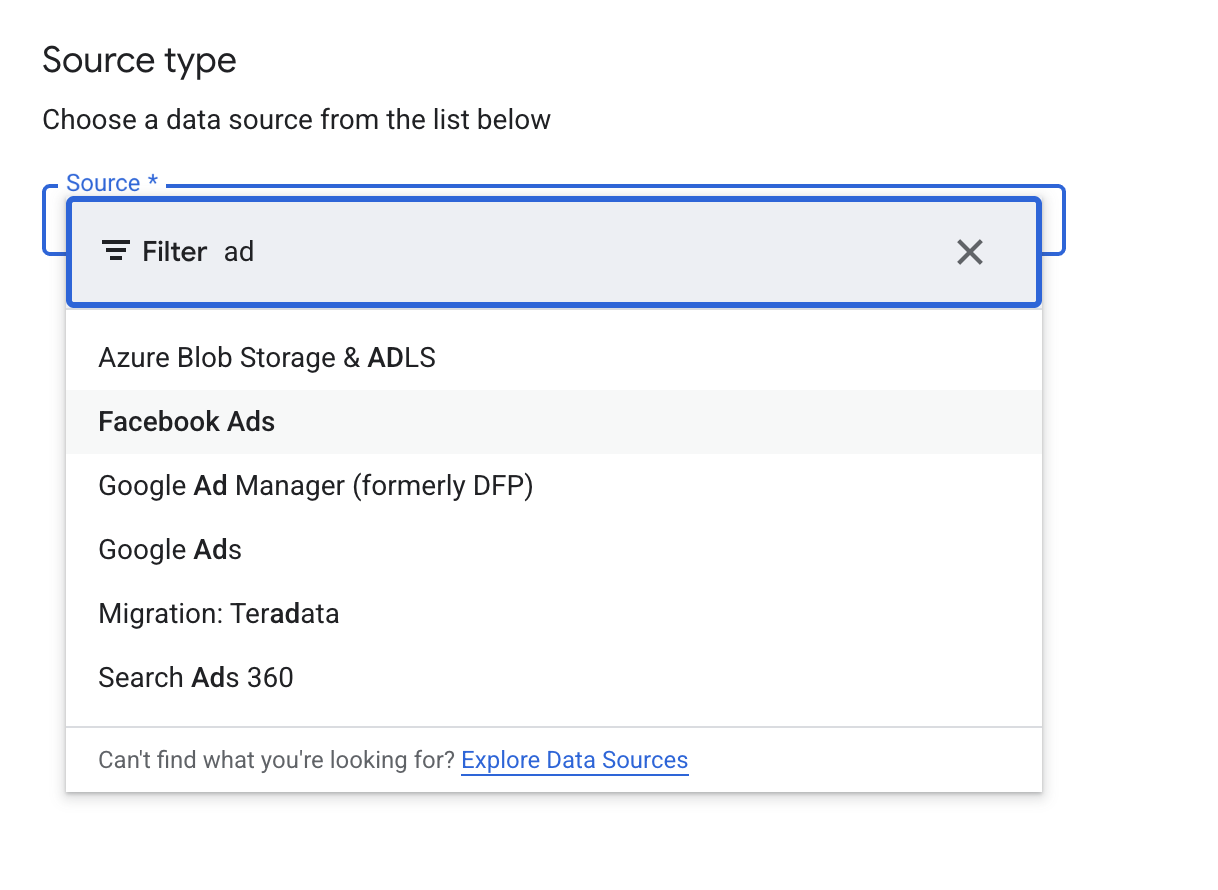 Source type
Choose a data source from the list below
Source *
Filter ad
Azure Blob Storage & ADLS
Facebook Ads
Google Ad Manager (formerly DFP)
Google Ads
Migration: Teradata
Search Ads 360
Can't find what you're looking for? Explore Data Sources